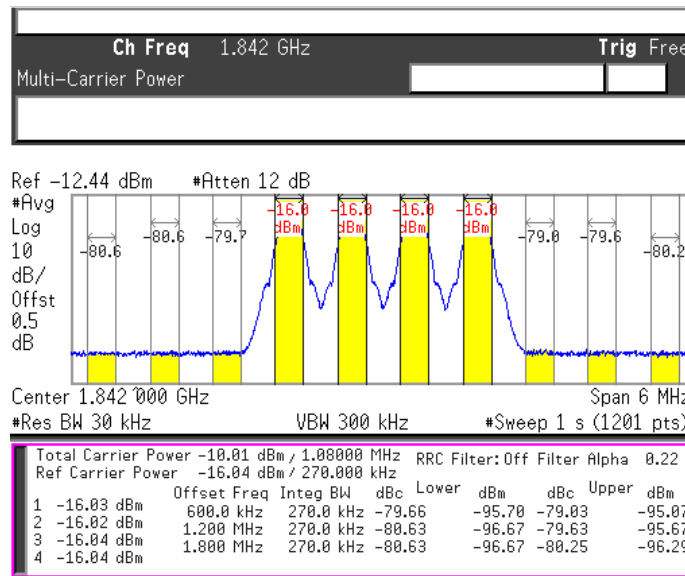 Ch Freq 1.842 GHz Trig Free
Multi-Carrier Power
Ref -12.44 dBm #Atten 12 dB
#Avg
Log
10
dB/
Offst
0.5
dB
-80.6 -80.6 -79.7 -16.0 dBm -16.0 dBm -16.0 dBm -16.0 dBm -79.0 -79.6 -80.2
Center 1.842 000 GHz Span 6 MHz
#Res BW 30 kHz VBW 300 kHz #Sweep 1 s (1201 pts)
Total Carrier Power -10.01 dBm/1.08000 MHz RRC Filter:Off Filter Alpha 0.22
Ref Carrier Power -16.04 dBm/270.000 kHz
Offset Freq Integ BW dBc Lower dBm dBc Upper dBm
1 -16.03 dBm 600.0 kHz 270.0 kHz -79.66 -95.70 -79.03 -95.07
2 -16.02 dBm 1.200 MHz 270.0 kHz -80.63 -96.67 -79.63 -95.67
3 -16.04 dBm 1.800 MHz 270.0 kHz -80.63 -96.67 -80.25 -96.29
4 -16.04 dBm